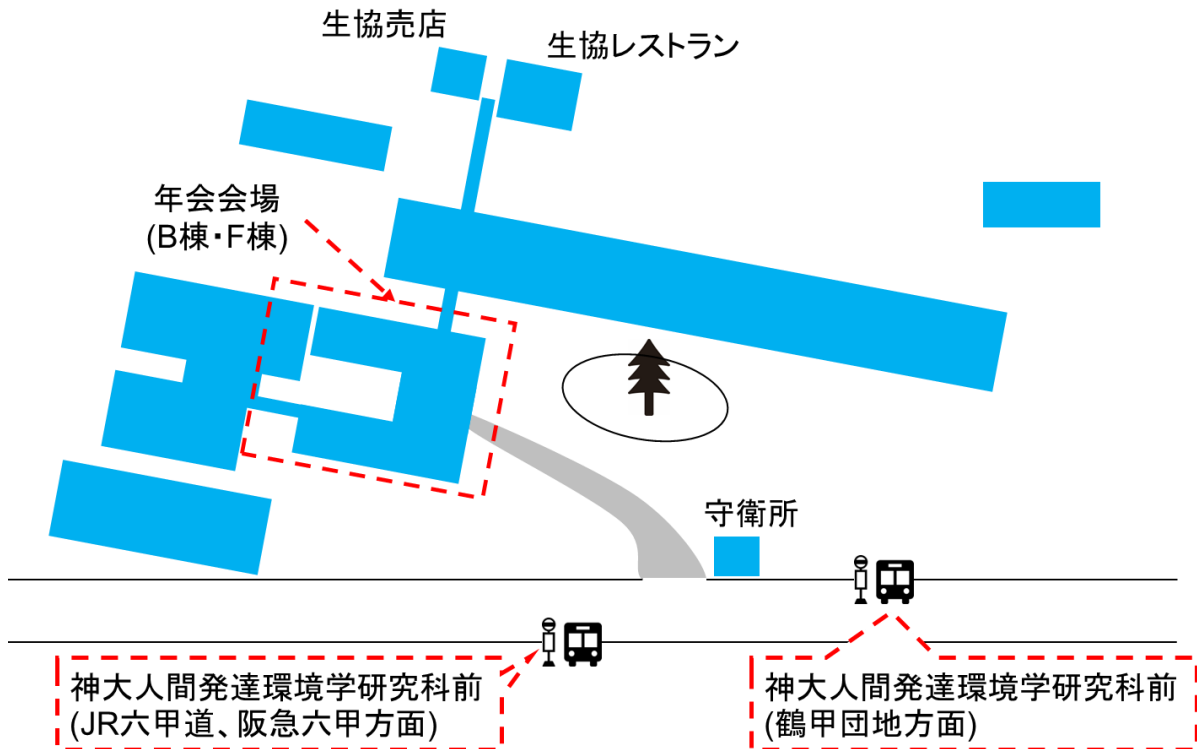 生協売店
生協レストラン
年会会場
(B棟・F棟)
守衛所
神大人間発達環境学研究科前
(JR六甲道、阪急六甲方面)
神大人間発達環境学研究科前
(鶴甲団地方面)